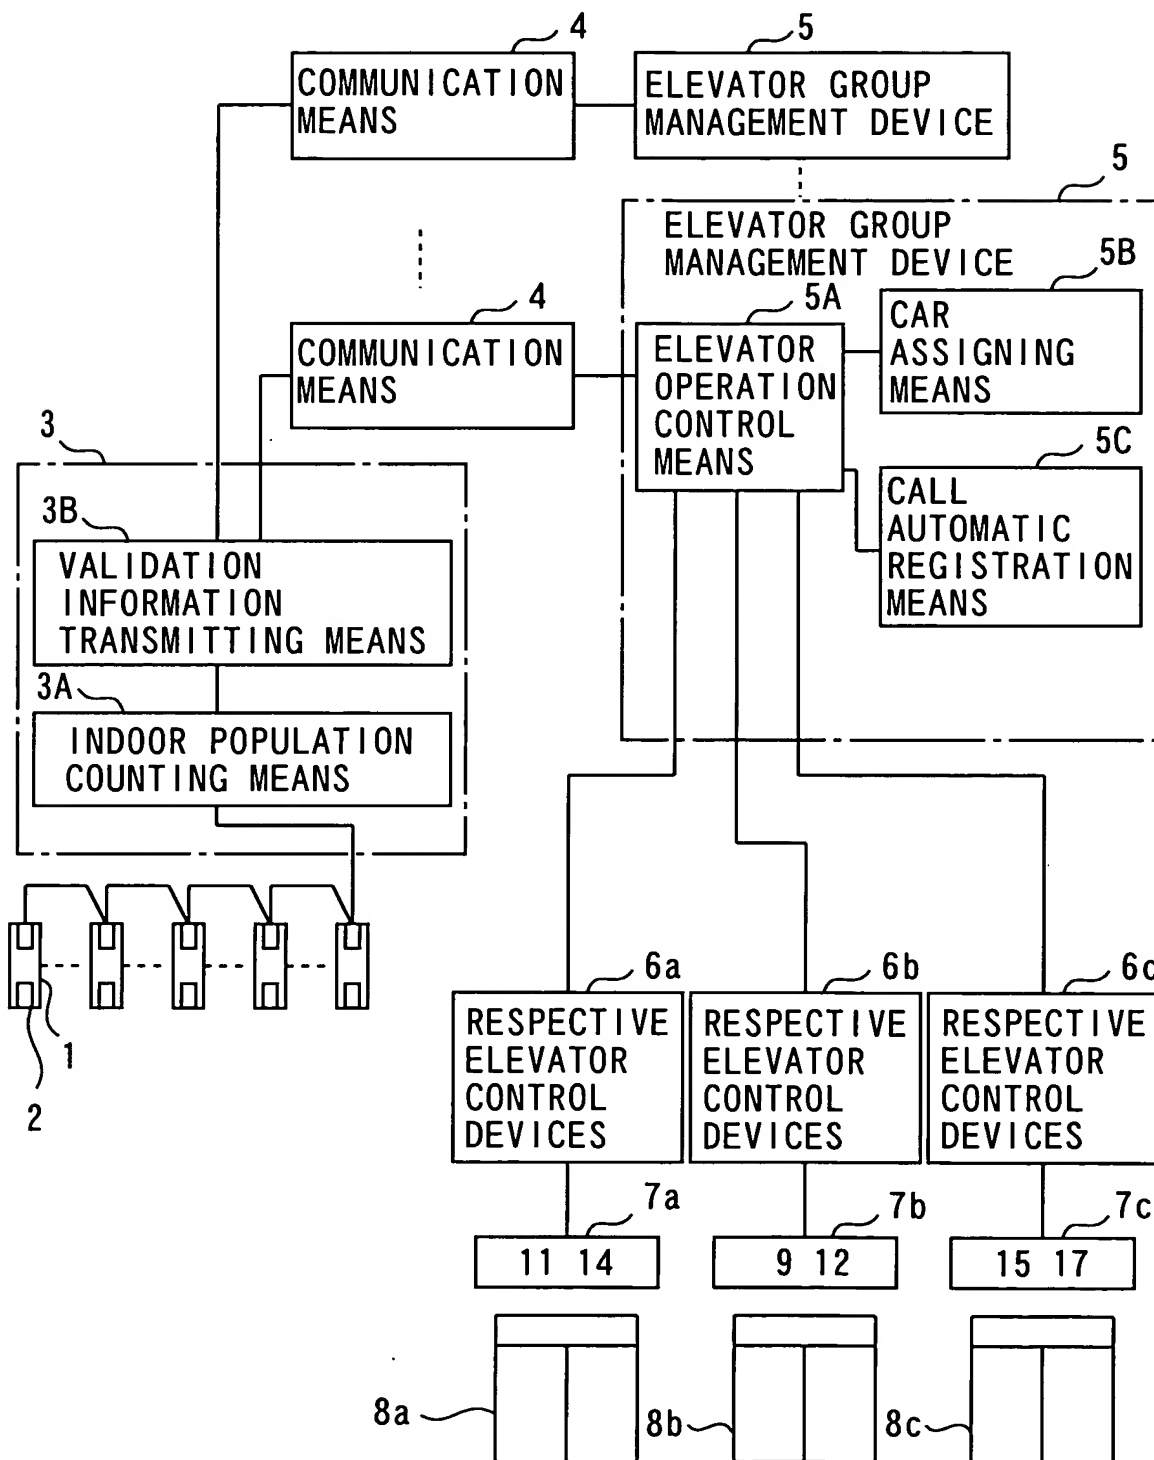 4
5
COMMUNICATION
MEANS
ELEVATOR GROUP
MANAGEMENT DEVICE
5
ELEVATOR GROUP
MANAGEMENT DEVICE
5B
4
5A
CAR
ASSIGNING
MEANS
COMMUNICATION
MEANS
ELEVATOR
OPERATION
CONTROL
MEANS
3
5C
CALL
AUTOMATIC
REGISTRATION
MEANS
3B
VALIDATION
INFORMATION
TRANSMITTING MEANS
3A
INDOOR POPULATION
COUNTING MEANS
1
2
6a
6b
6c
RESPECTIVE
ELEVATOR
CONTROL
DEVICES
RESPECTIVE
ELEVATOR
CONTROL
DEVICES
RESPECTIVE
ELEVATOR
CONTROL
DEVICES
7a
7b
7c
11 14
9 12
15 17
8a
8b
8c